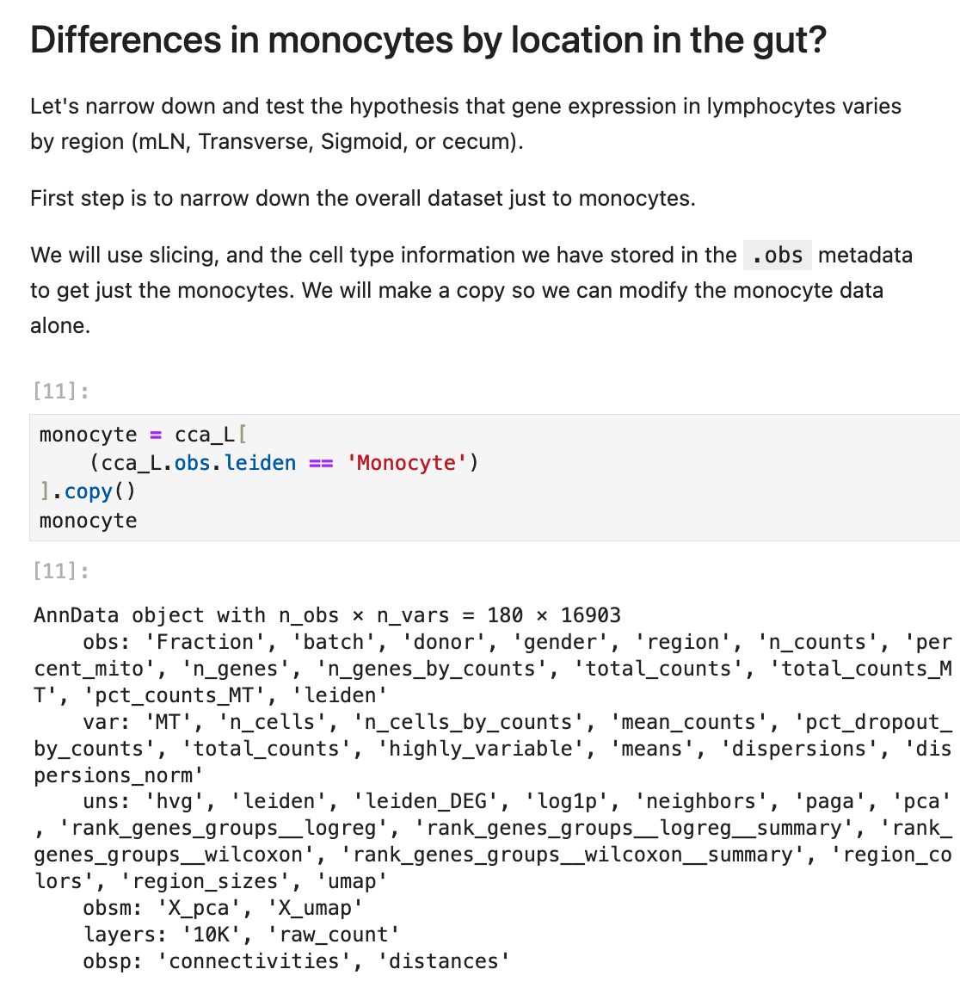 Differences in monocytes by location in the gut?
Let's narrow down and test the hypothesis that gene expression in lymphocytes varies
by region (mLN, Transverse, Sigmoid, or cecum).
First step is to narrow down the overall dataset just to monocytes.
We will use slicing, and the cell type information we have stored in the .obs metadata
to get just the monocytes. We will make a copy so we can modify the monocyte data
alone.
[11]:
monocyte = cca_L[
    (cca_L.obs.leiden == 'Monocyte')
].copy()
monocyte
[11]:
AnnData object with n_obs × n_vars = 180 × 16903
    obs: 'Fraction', 'batch', 'donor', 'gender', 'region', 'n_counts', 'per
cent_mito', 'n_genes', 'n_genes_by_counts', 'total_counts', 'total_counts_M
T', 'pct_counts_MT', 'leiden'
    var: 'MT', 'n_cells', 'n_cells_by_counts', 'mean_counts', 'pct_dropout_
by_counts', 'total_counts', 'highly_variable', 'means', 'dispersions', 'dis
persions_norm'
    uns: 'hvg', 'leiden', 'leiden_DEG', 'log1p', 'neighbors', 'paga', 'pca'
, 'rank_genes_groups__logreg', 'rank_genes_groups__logreg__summary', 'rank_
genes_groups__wilcoxon', 'rank_genes_groups__wilcoxon__summary', 'region_co
lors', 'region_sizes', 'umap'
    obsm: 'X_pca', 'X_umap'
    layers: '10K', 'raw_count'
    obsp: 'connectivities', 'distances'